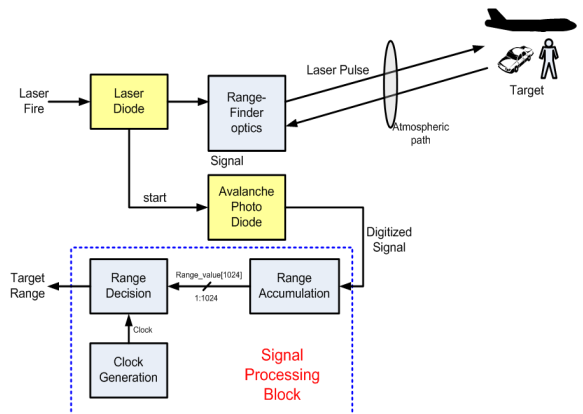 Laser
Fire
Laser
Diode
Range-
Finder
optics
Laser Pulse
Target
Atmospheric
path
Signal
start
Avalanche
Photo
Diode
Digitized
Signal
Target
Range
Range
Decision
Range_value[1024]
1:1024
Range
Accumulation
Clock
Clock
Generation
Signal
Processing
Block